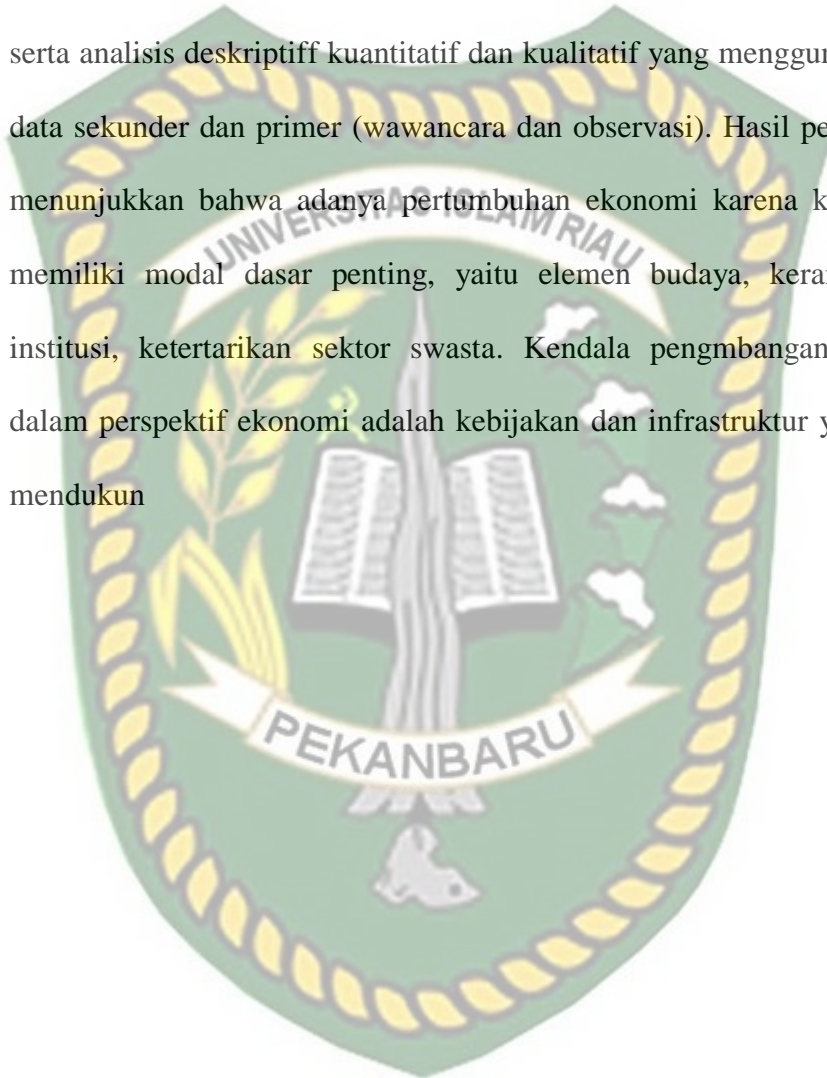 serta analisis deskriptiff kuantitatif dan kualitatif yang menggun
data sekunder dan primer (wawancara dan observasi). Hasil pe
menunjukkan bahwa adanya pertumbuhan ekonomi karena k
memiliki modal dasar penting, yaitu elemen budaya, keran
institusi, ketertarikan sektor swasta. Kendala pengmbangan
dalam perspektif ekonomi adalah kebijakan dan infrastruktur y
mendukun
UNIVERSITAS ISLAM RIAU
PEKANBARU